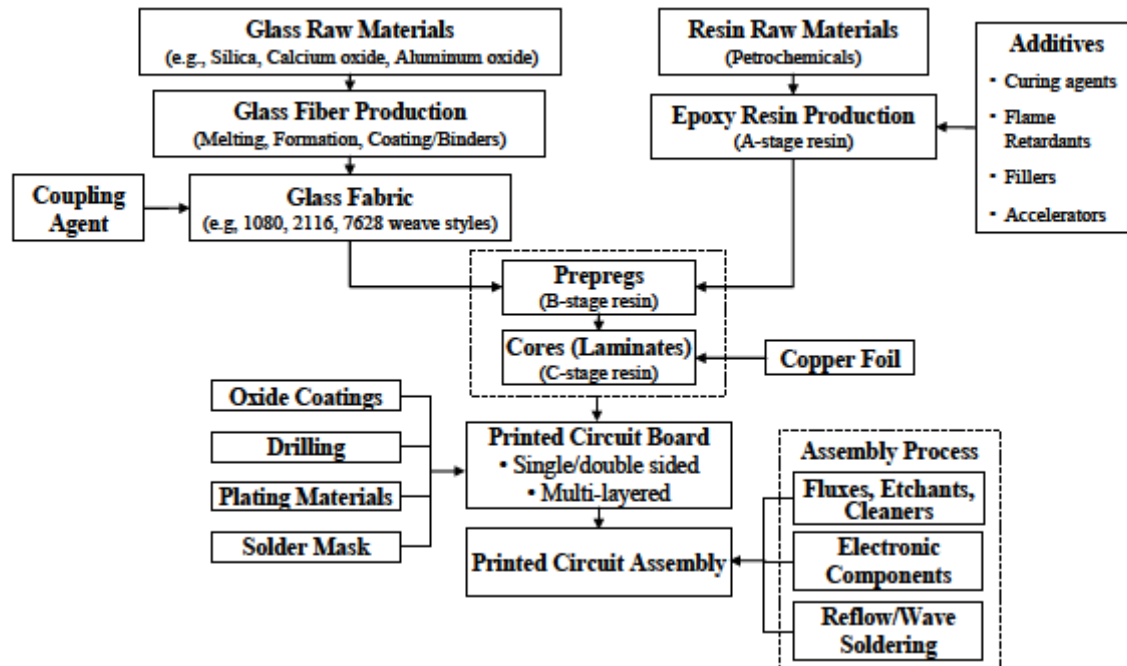 Glass Raw Materials
(e.g., Silica, Calcium oxide, Aluminum oxide)
Resin Raw Materials
(Petrochemicals)
Additives
• Curing agents
• Flame
Retardants
• Fillers
• Accelerators
Glass Fiber Production
(Melting, Formation, Coating/Binders)
Epoxy Resin Production
(A-stage resin)
Coupling
Agent
Glass Fabric
(e.g, 1080, 2116, 7628 weave styles)
Prepregs
(B-stage resin)
Cores (Laminates)
(C-stage resin)
Copper Foil
Oxide Coatings
Drilling
Plating Materials
Solder Mask
Printed Circuit Board
• Single/double sided
• Multi-layered
Printed Circuit Assembly
Assembly Process
Fluxes, Etchants,
Cleaners
Electronic
Components
Reflow/Wave
Soldering